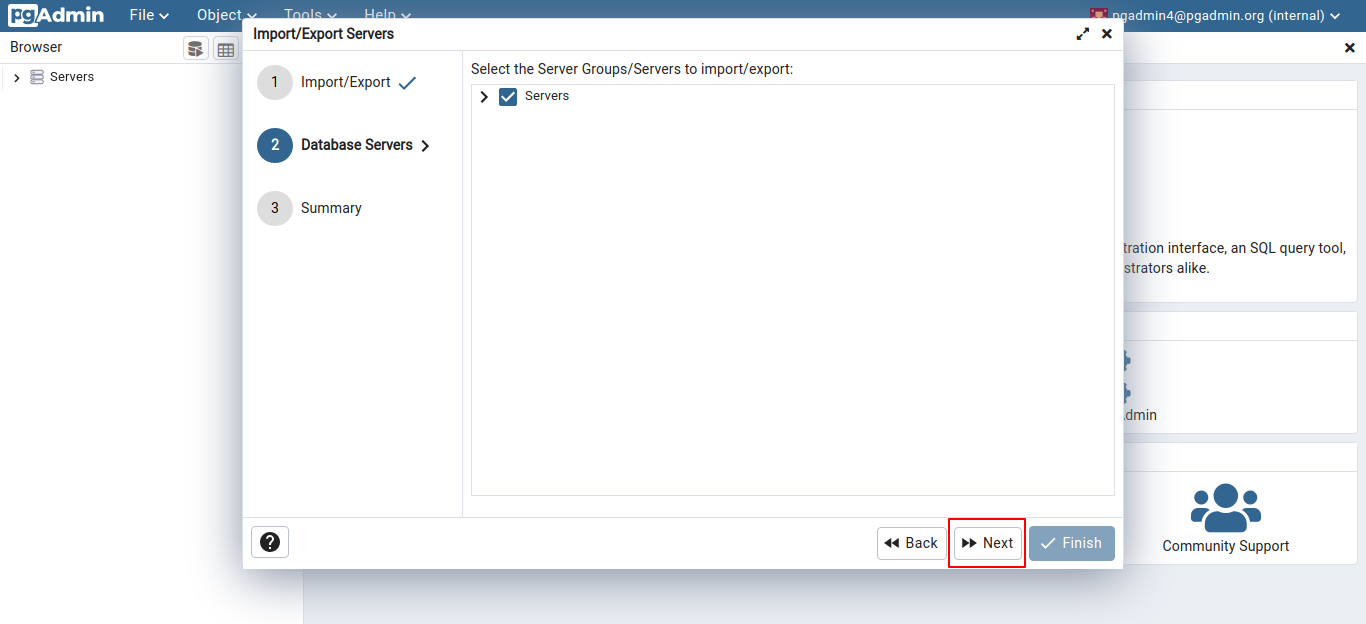 pgAdmin File Object Tools Help pgadmin4@pgadmin.org (internal)
Browser
Servers
Import/Export Servers
1 Import/Export
2 Database Servers
3 Summary
Select the Server Groups/Servers to import/export:
Servers
Back Next Finish
tration interface, an SQL query tool,
strators alike.
dmin
Community Support